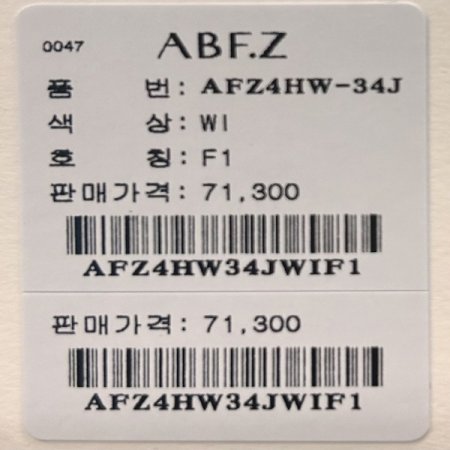 0047 ABF.Z
품 번: AFZ4HW-34J
색 상: WI
호 칭: F1
판매가격: 71,300
AFZ4HW34JWIF1
판매가격: 71,300
AFZ4HW34JWIF1